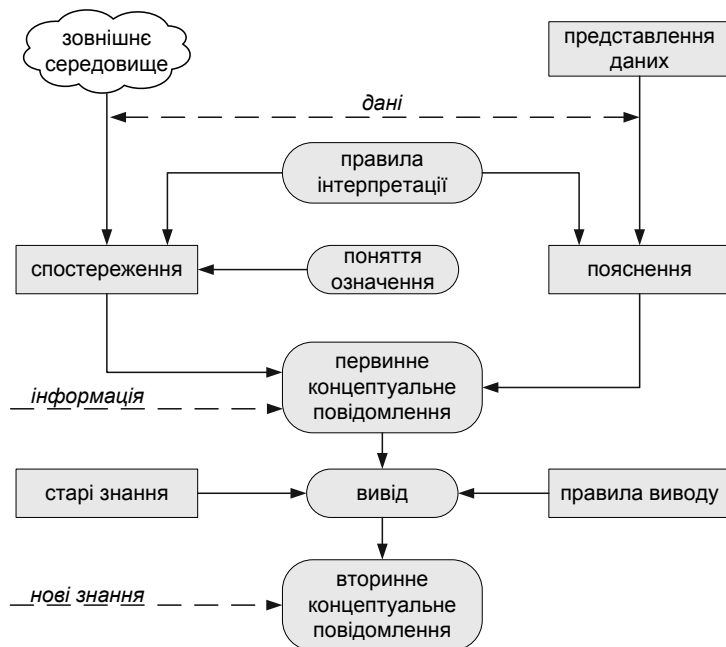 зовнішнє
середовище
представлення
даних
дані
правила
інтерпретації
спостереження
поняття
означення
пояснення
первинне
концептуальне
повідомлення
інформація
старі знання
вивід
правила виводу
вторинне
концептуальне
повідомлення
нові знання